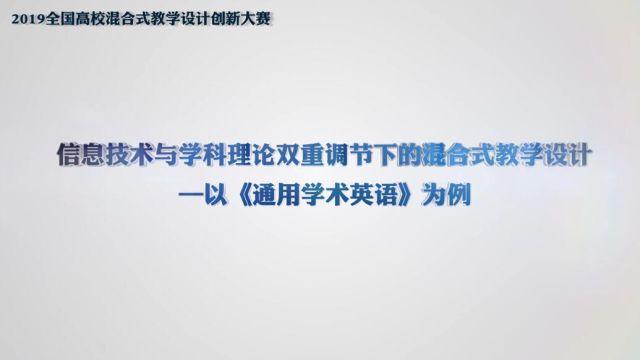 2019全国高校混合式教学设计创新大赛
信息技术与学科理论双重调节下的混合式教学设计
—以《通用学术英语》为例